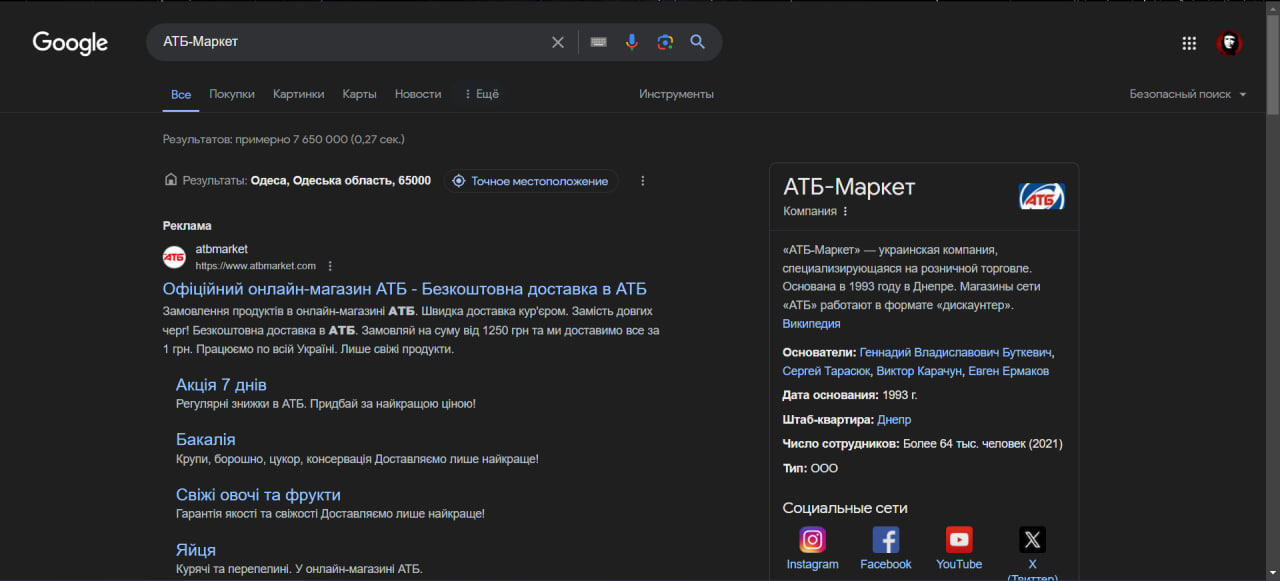 Google
АТБ-Маркет
Все Покупки Картинки Карты Новости Ещё Инструменты Безопасный поиск
Результатов: примерно 7 650 000 (0,27 сек.)
Результаты: Одеса, Одеська область, 65000 Точное местоположение
Реклама
АТБ
atbmarket
https://www.atbmarket.com
Офіційний онлайн-магазин АТБ - Безкоштовна доставка в АТБ
Замовлення продуктів в онлайн-магазині АТБ. Швидка доставка кур'єром. Замість довгих
черг! Безкоштовна доставка в АТБ. Замовляй на суму від 1250 грн та ми доставимо все за
1 грн. Працюємо по всій Україні. Лише свіжі продукти.
Акція 7 днів
Регулярні знижки в АТБ. Придбай за найкращою ціною!
Бакалія
Крупи, борошно, цукор, консервація Доставляємо лише найкраще!
Свіжі овочі та фрукти
Гарантія якості та свіжості Доставляємо лише найкраще!
Яйця
Курячі та перепелині. У онлайн-магазині АТБ.
АТБ-Маркет
Компания
АТБ
«АТБ-Маркет» — украинская компания,
специализирующаяся на розничной торговле.
Основана в 1993 году в Днепре. Магазины сети
«АТБ» работают в формате «дискаунтер».
Википедия
Основатели: Геннадий Владиславович Буткевич,
Сергей Тарасюк, Виктор Карачун, Евген Ермаков
Дата основания: 1993 г.
Штаб-квартира: Днепр
Число сотрудников: Более 64 тыс. человек (2021)
Тип: ООО
Социальные сети
Instagram Facebook YouTube X
(Твиттер)